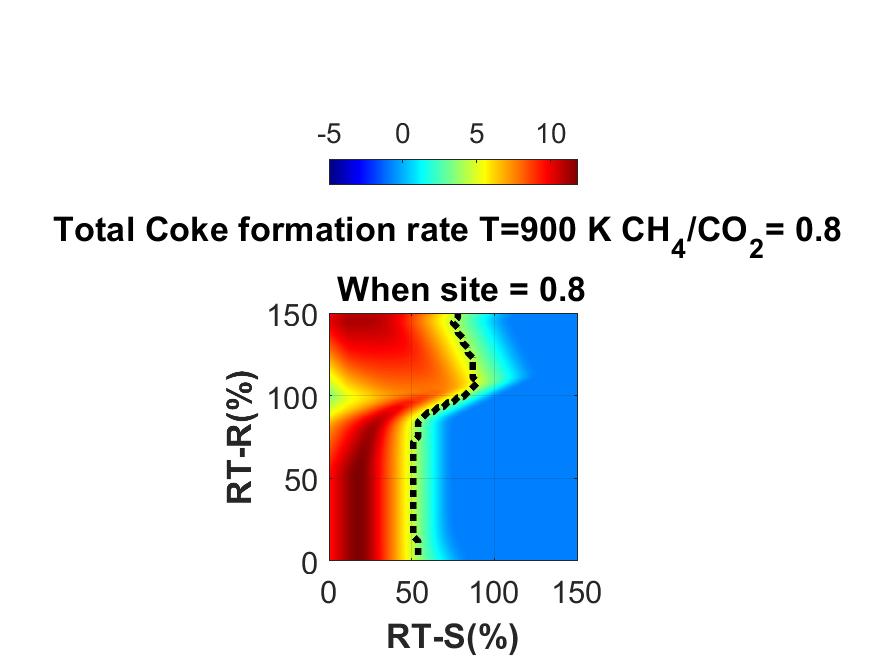 -5 0 5 10
Total Coke formation rate T=900 K CH4/CO2= 0.8
When site = 0.8
150
100
50
0
RT-R(%)
0 50 100 150
RT-S(%)